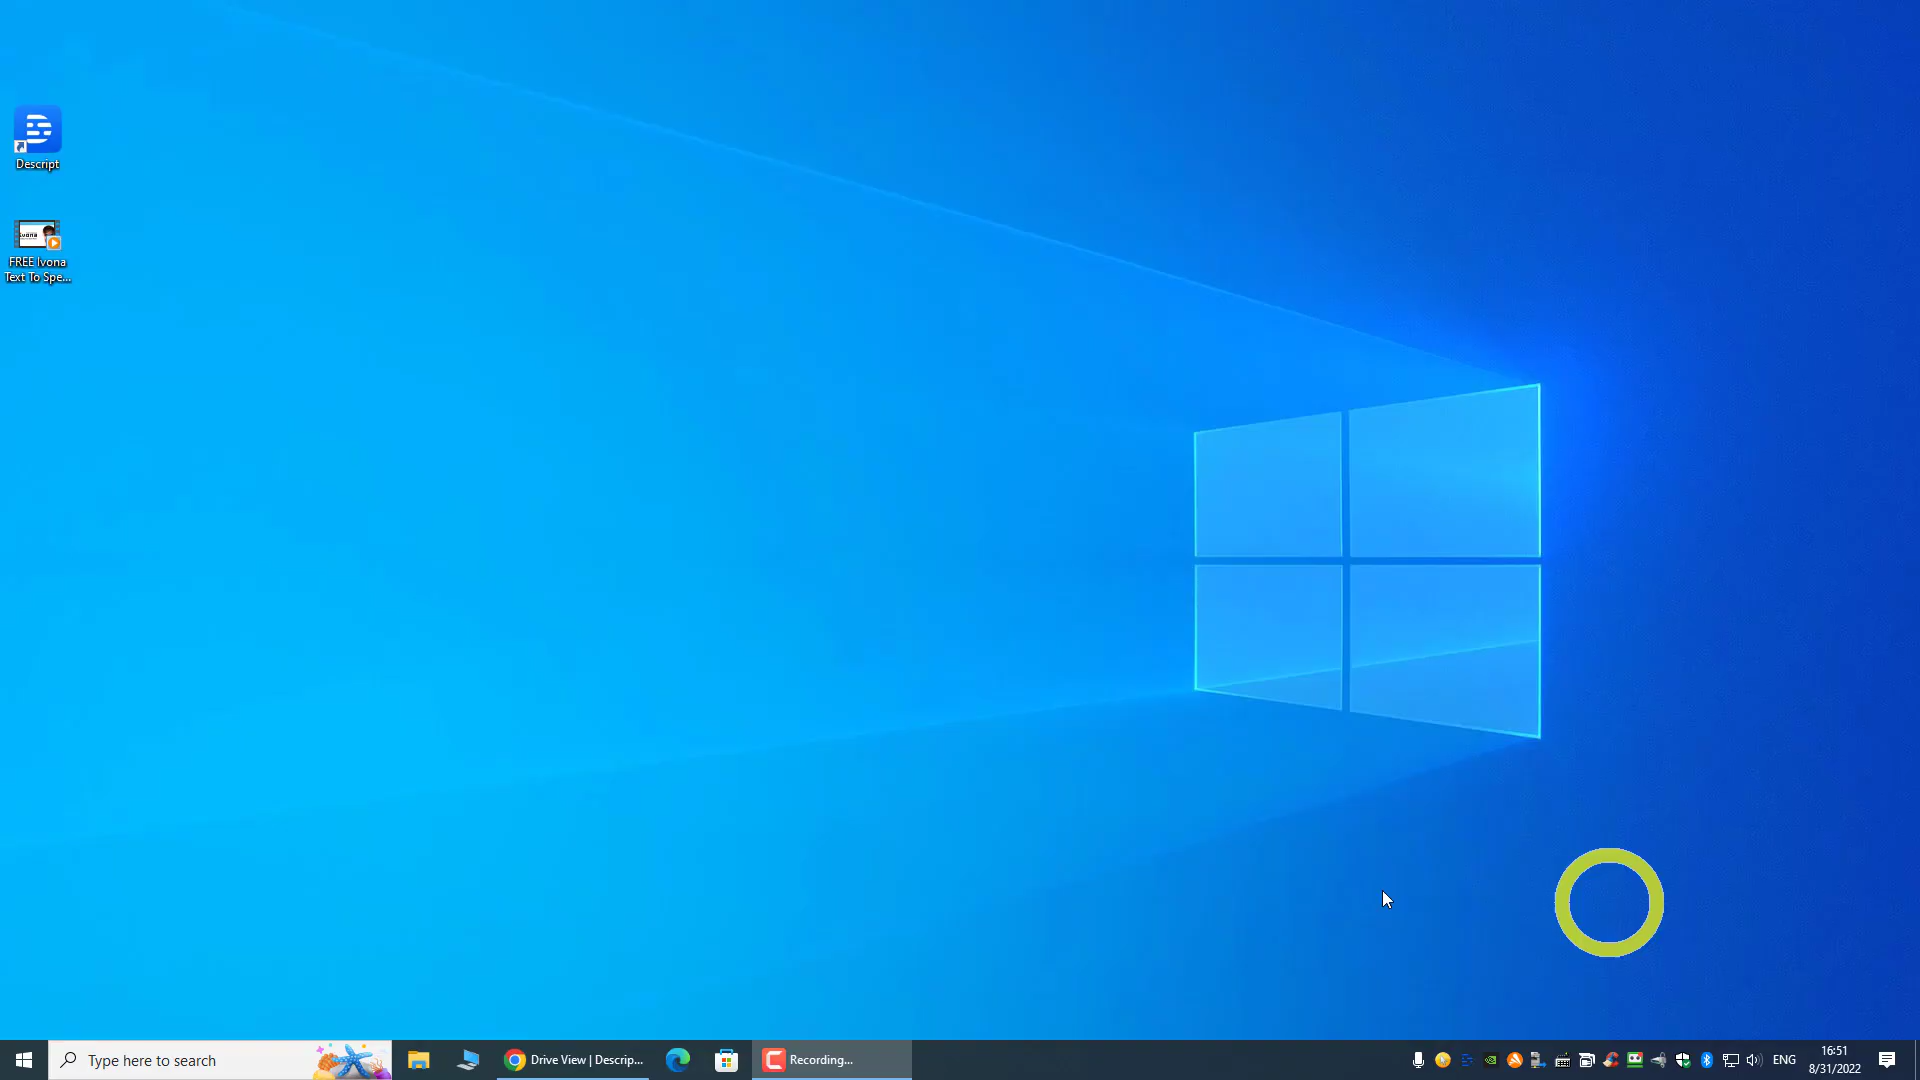 Descript
FREE Ivona
Text To Spe...
Type here to search
Drive View | Descrip...
Recording...
ENG
16:51
8/31/2022